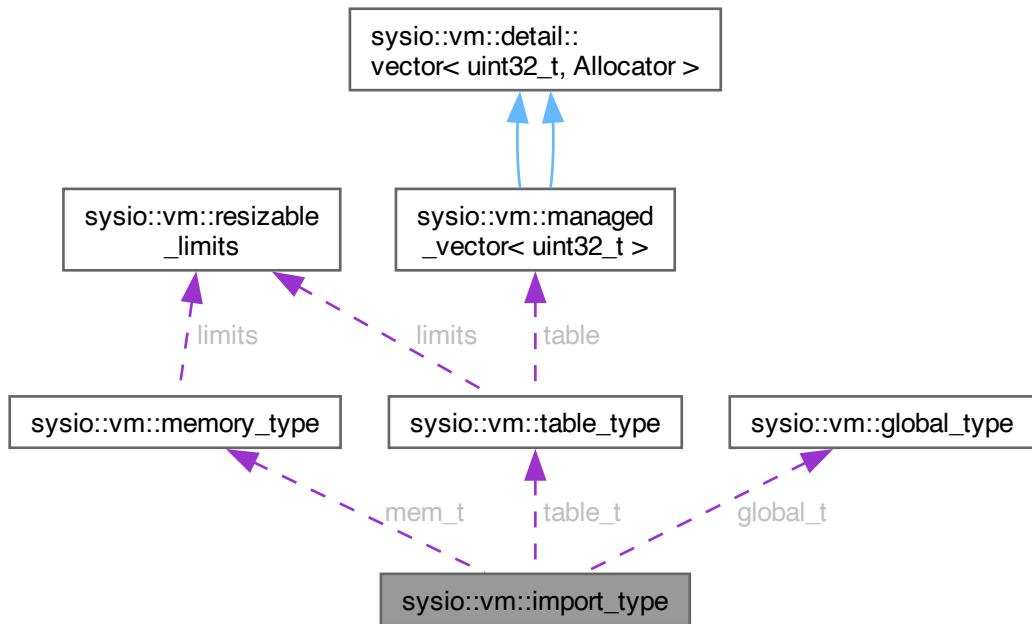 sysio::vm::detail::
vector< uint32_t, Allocator >
sysio::vm::resizable
_limits
sysio::vm::managed
_vector< uint32_t >
limits
limits
table
sysio::vm::memory_type
sysio::vm::table_type
sysio::vm::global_type
mem_t
table_t
global_t
sysio::vm::import_type